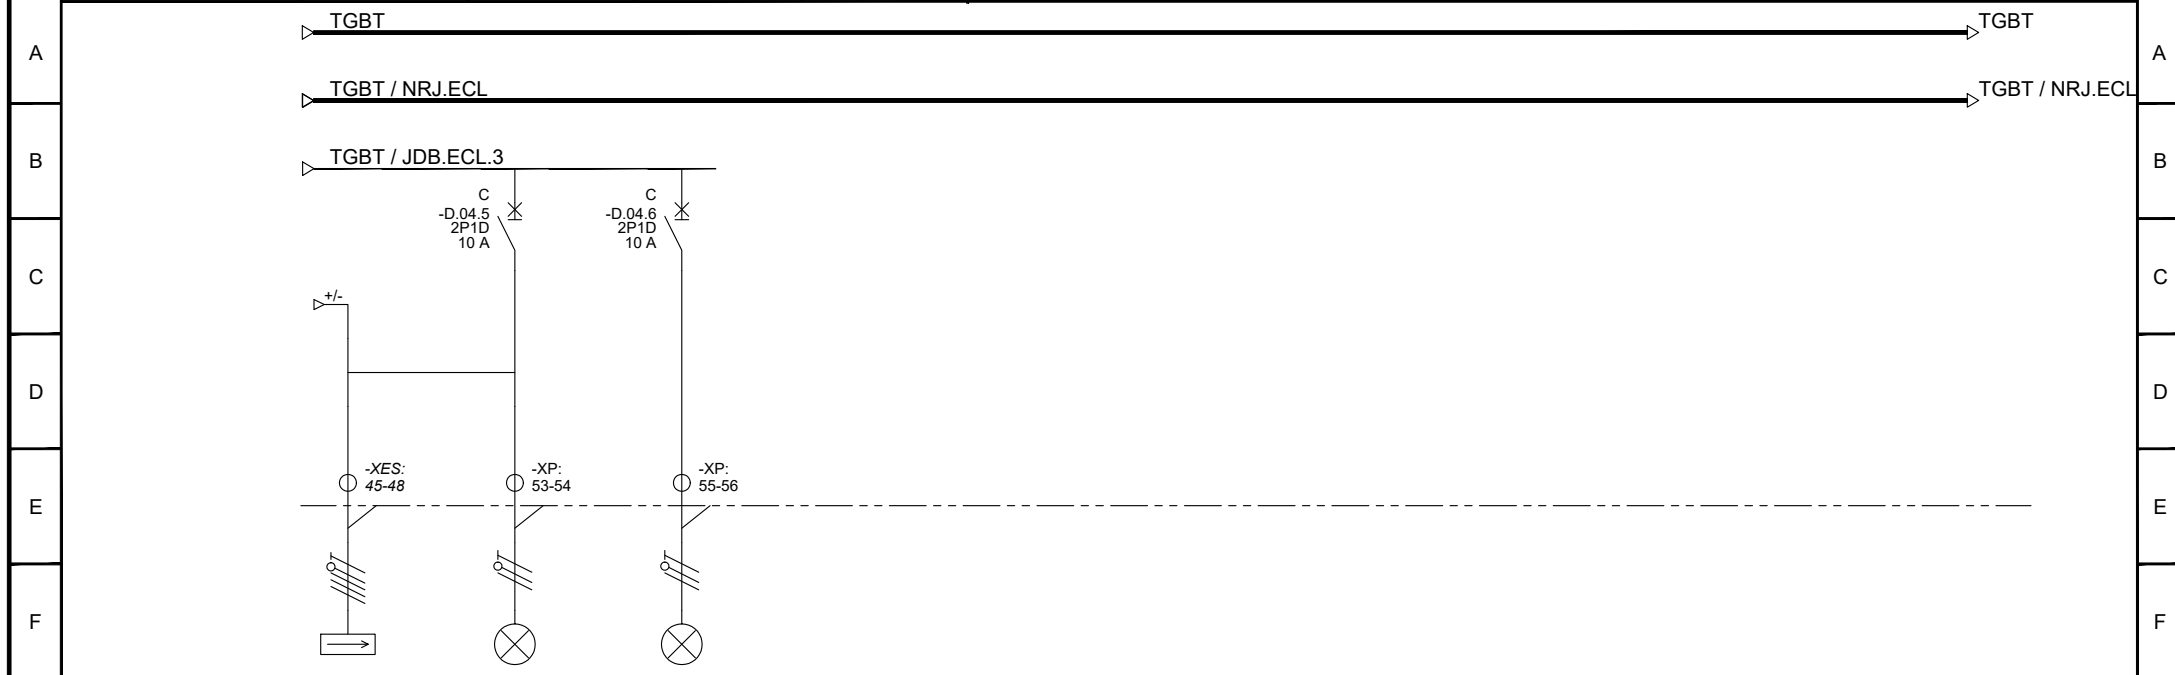 TGBT
TGBT
A
A
TGBT / NRJ.ECL
TGBT / NRJ.ECL
B
TGBT / JDB.ECL.3
B
C
-D.04.5
2P1D
10 A
C
-D.04.6
2P1D
10 A
C
C
+/-
D
D
-XES:
45-48
-XP:
53-54
-XP:
55-56
E
E
F
F